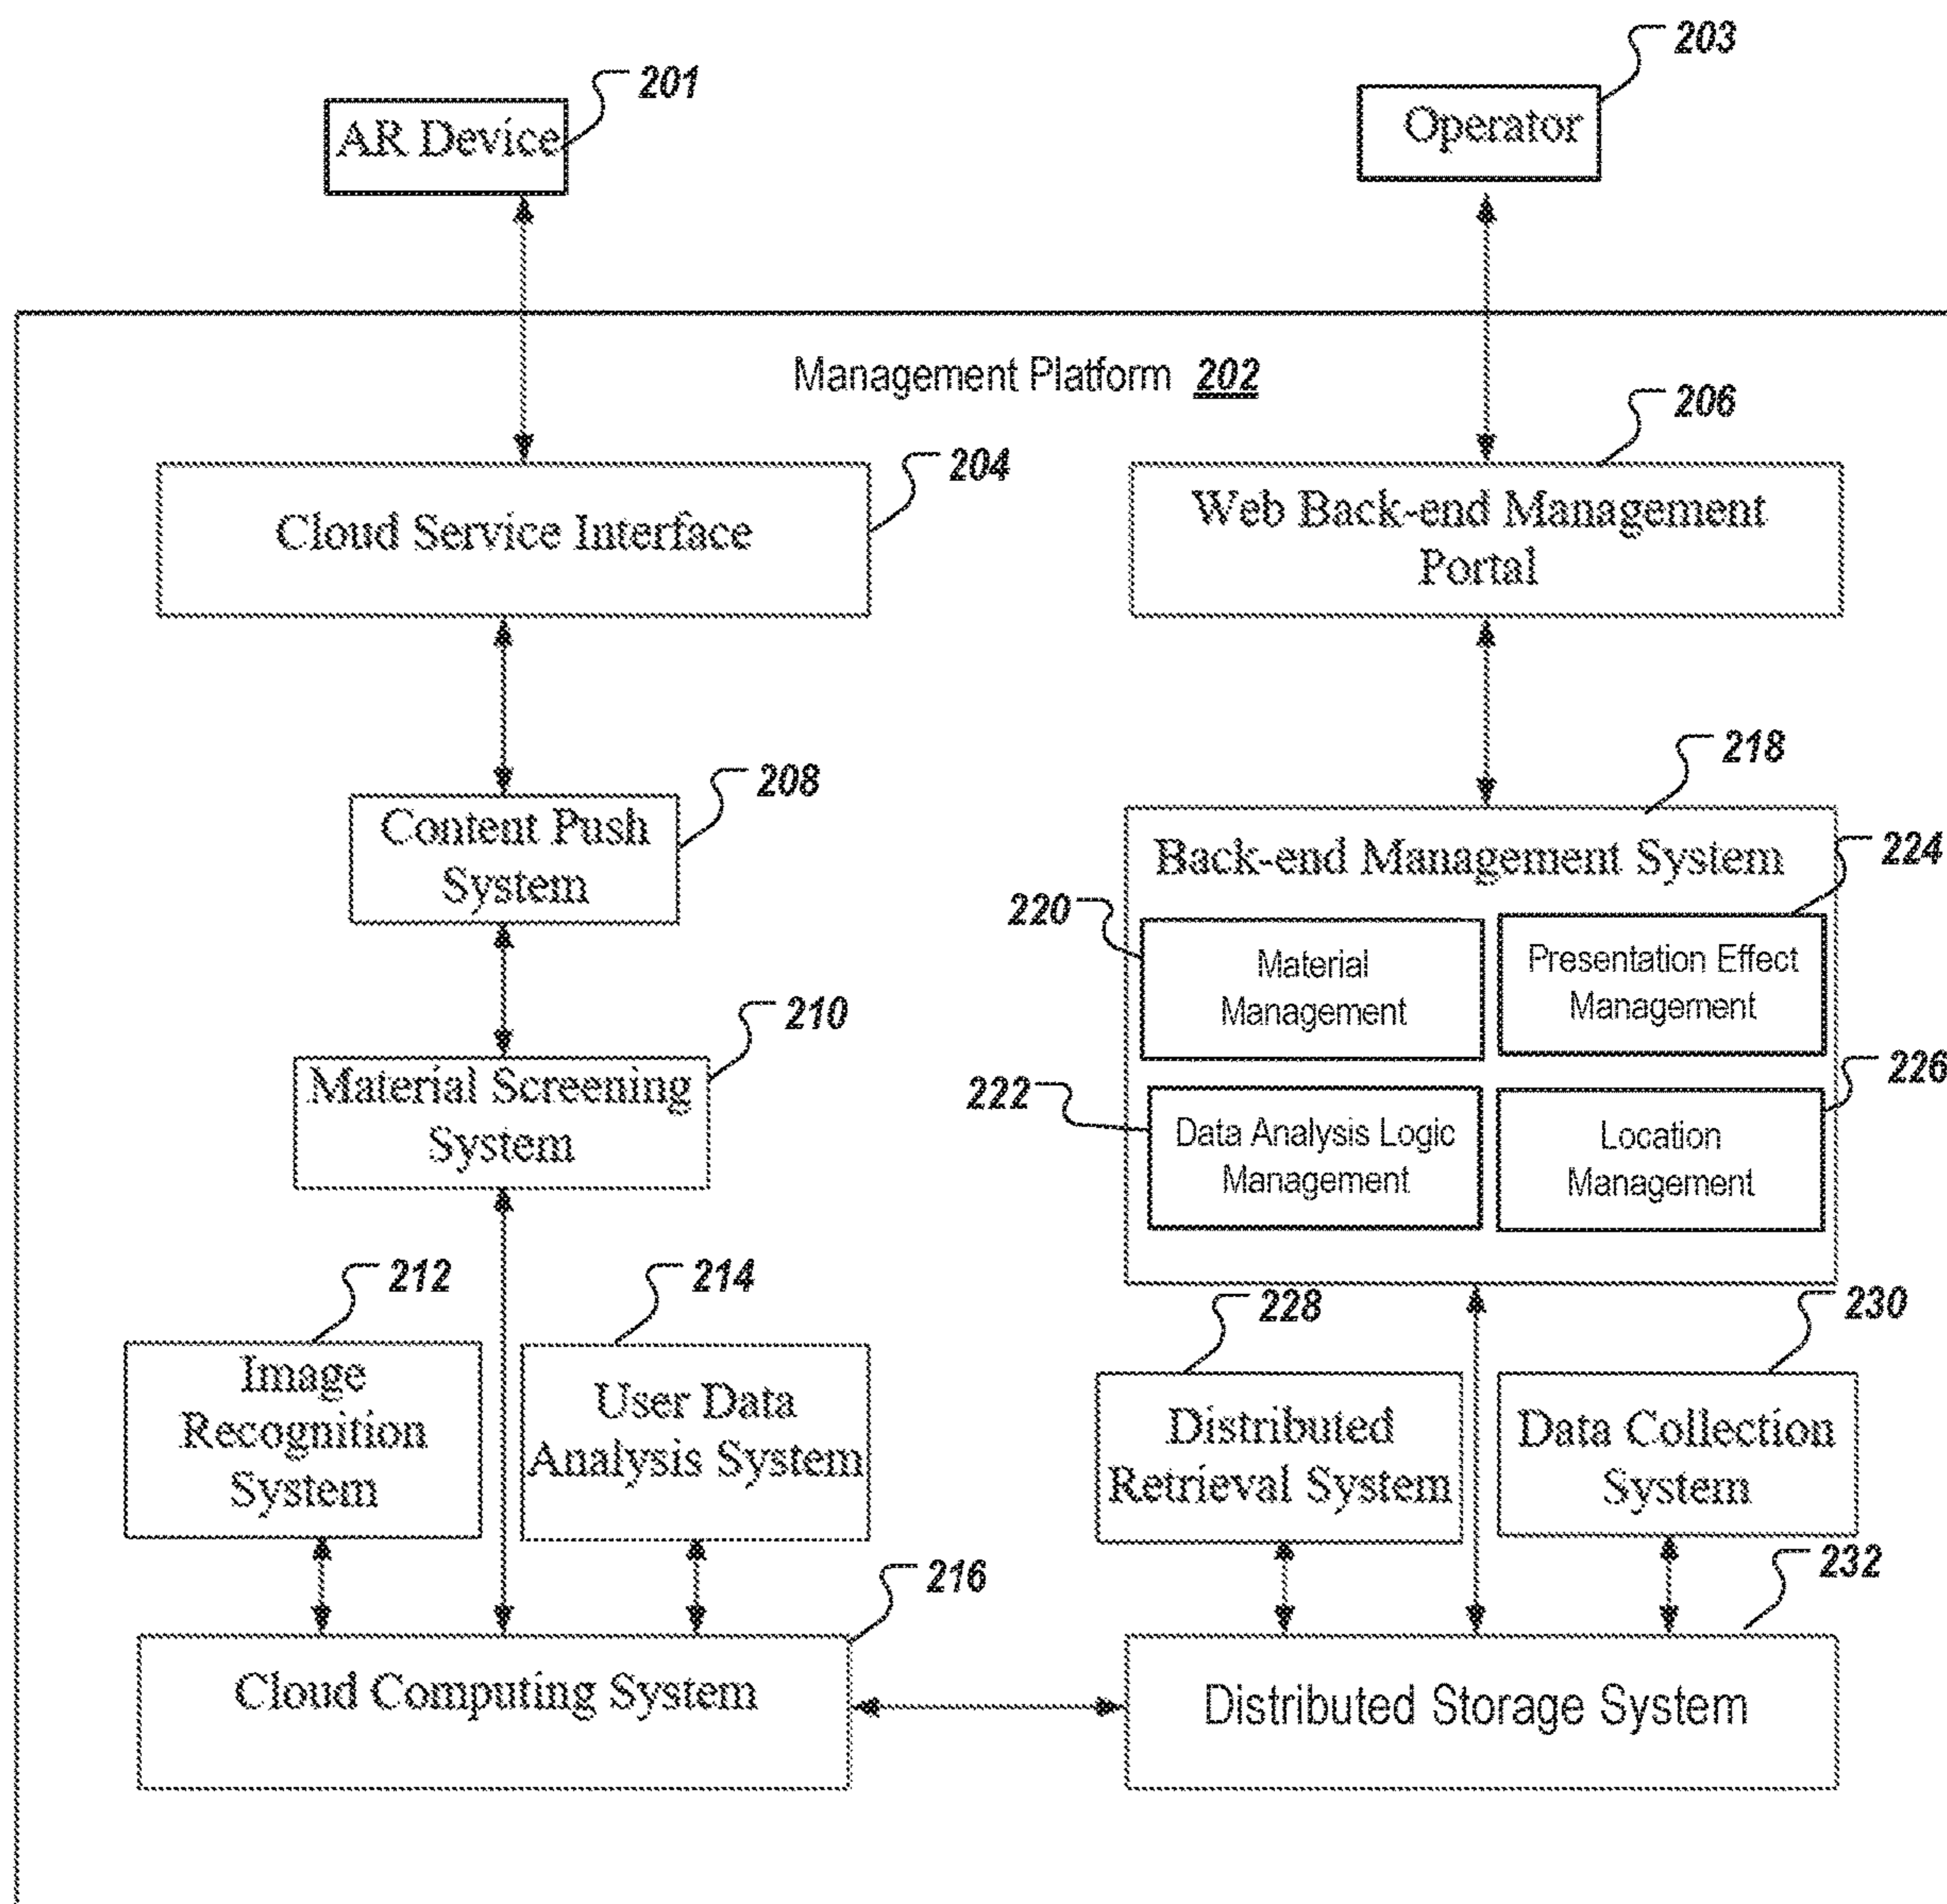 201
AR Device
203
Operator
Management Platform 202
204
Cloud Service Interface
206
Web Back-end Management
Portal
208
Content Push
System
210
Material Screening
System
212
Image
Recognition
System
214
User Data
Analysis System
216
Cloud Computing System
218
Back-end Management System
220
Material
Management
224
Presentation Effect
Management
222
Data Analysis Logic
Management
226
Location
Management
228
Distributed
Retrieval System
230
Data Collection
System
232
Distributed Storage System